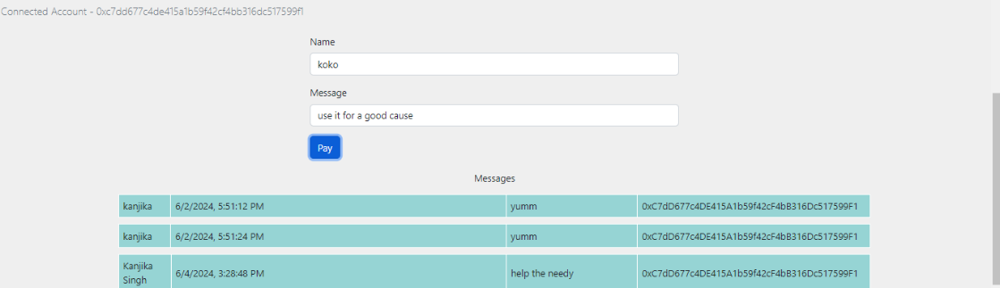 Connected Account - 0xc7dd677c4de415a1b59f42cf4bb316dc517599f1
Name
koko
Message
use it for a good cause
Pay
Messages
kanjika 6/2/2024, 5:51:12 PM yumm 0xC7dD677c4DE415A1b59f42cF4bB316Dc517599F1
kanjika 6/2/2024, 5:51:24 PM yumm 0xC7dD677c4DE415A1b59f42cF4bB316Dc517599F1
Kanjika
Singh 6/4/2024, 3:28:48 PM help the needy 0xC7dD677c4DE415A1b59f42cF4bB316Dc517599F1